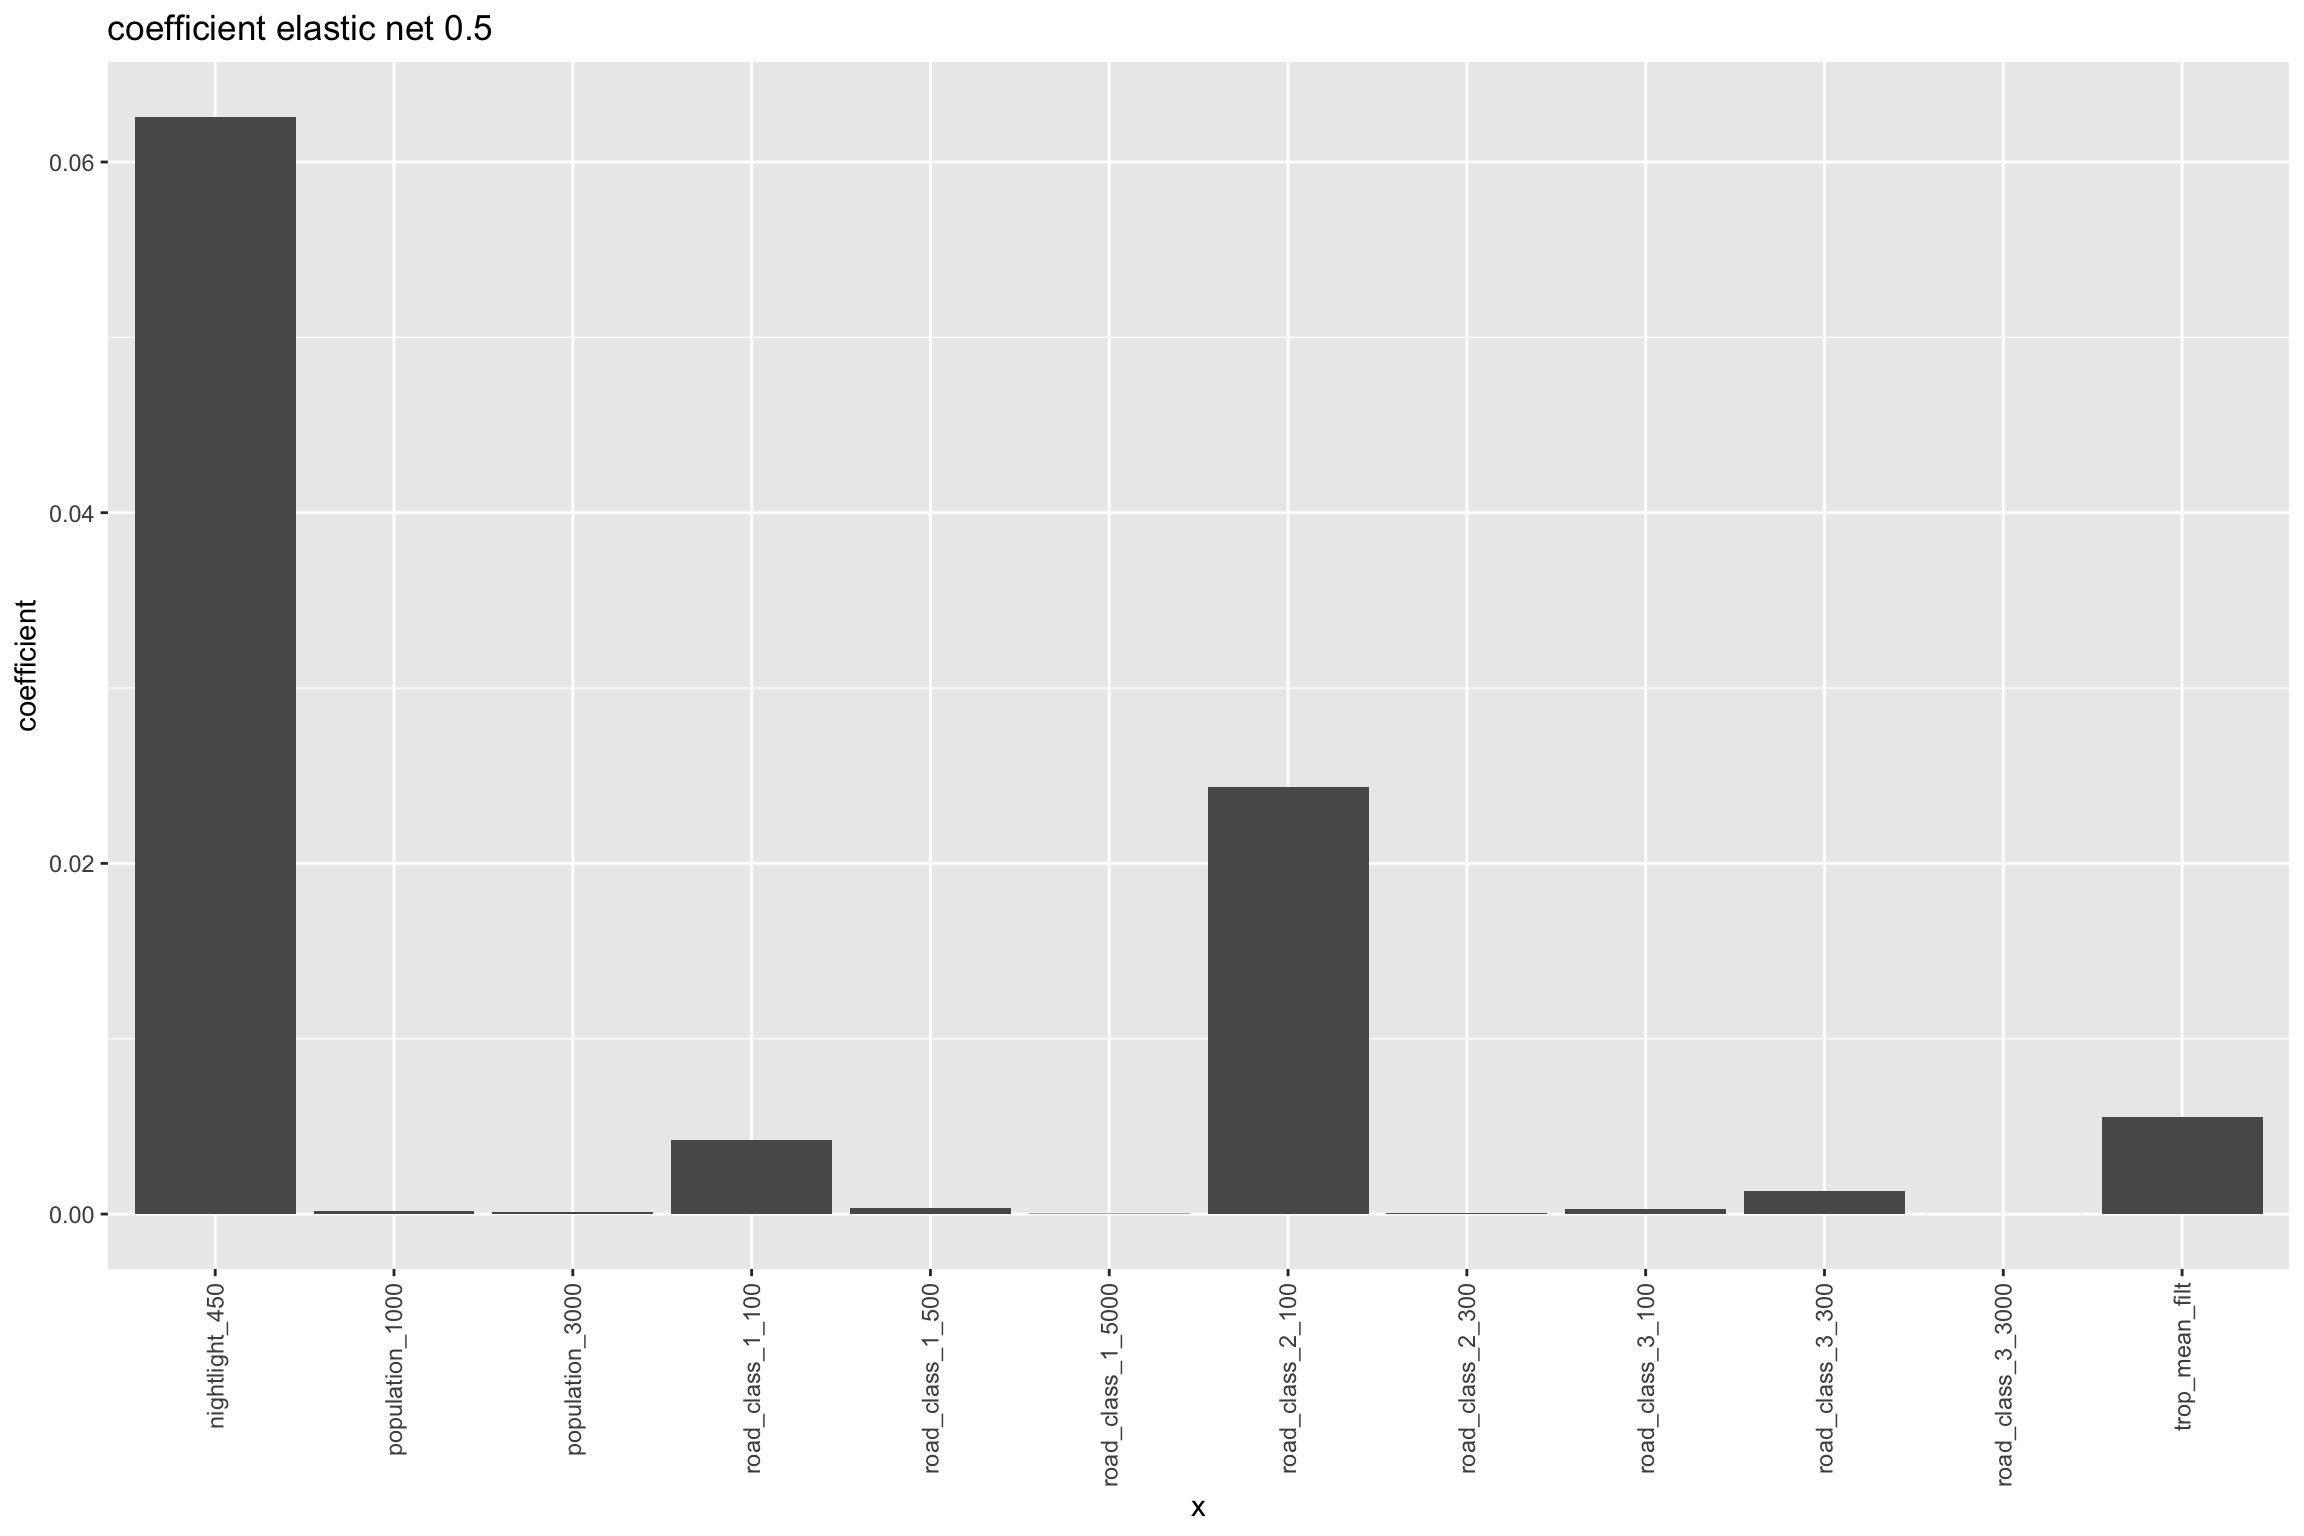 coefficient elastic net 0.5
coefficient
0.06
0.04
0.02
0.00
nightlight_450
population_1000
population_3000
road_class_1_100
road_class_1_500
road_class_1_5000
road_class_2_100
road_class_2_300
road_class_3_100
road_class_3_300
road_class_3_3000
trop_mean_filt
x